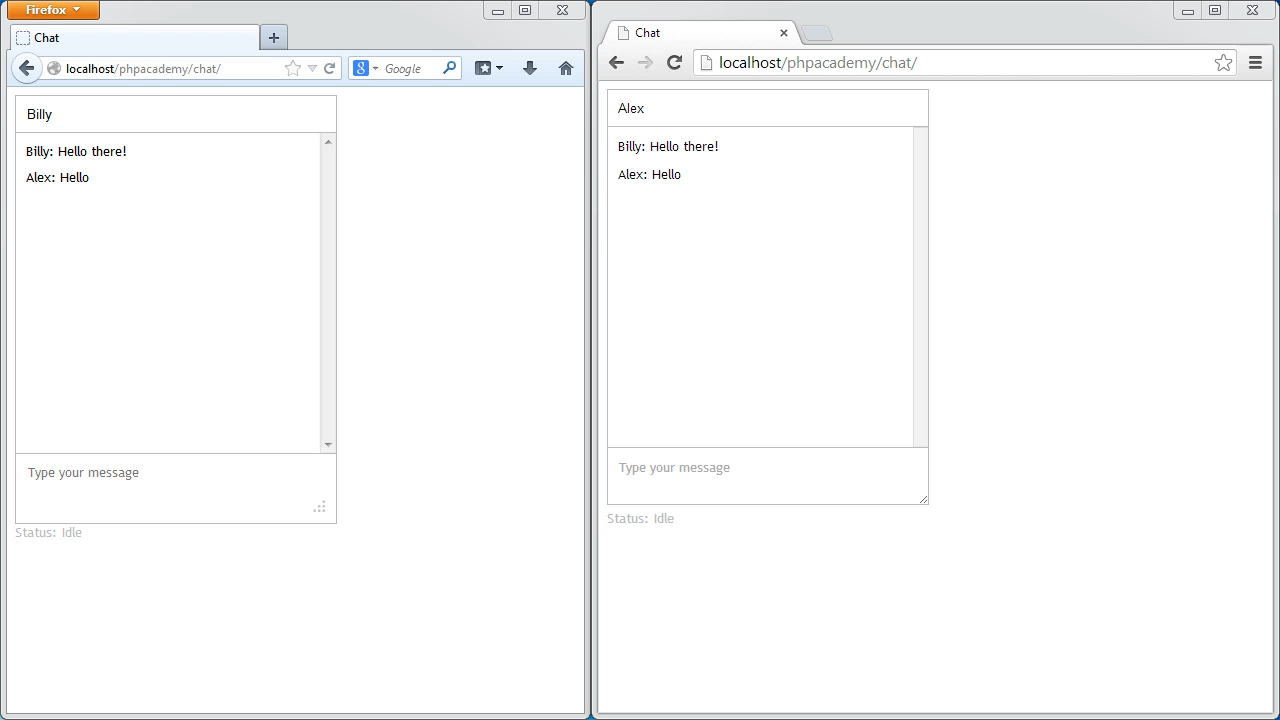 Firefox
Chat
localhost/phpacademy/chat/
Google
Billy
Billy: Hello there!
Alex: Hello
Type your message
Status: Idle
Chat
localhost/phpacademy/chat/
Alex
Billy: Hello there!
Alex: Hello
Type your message
Status: Idle